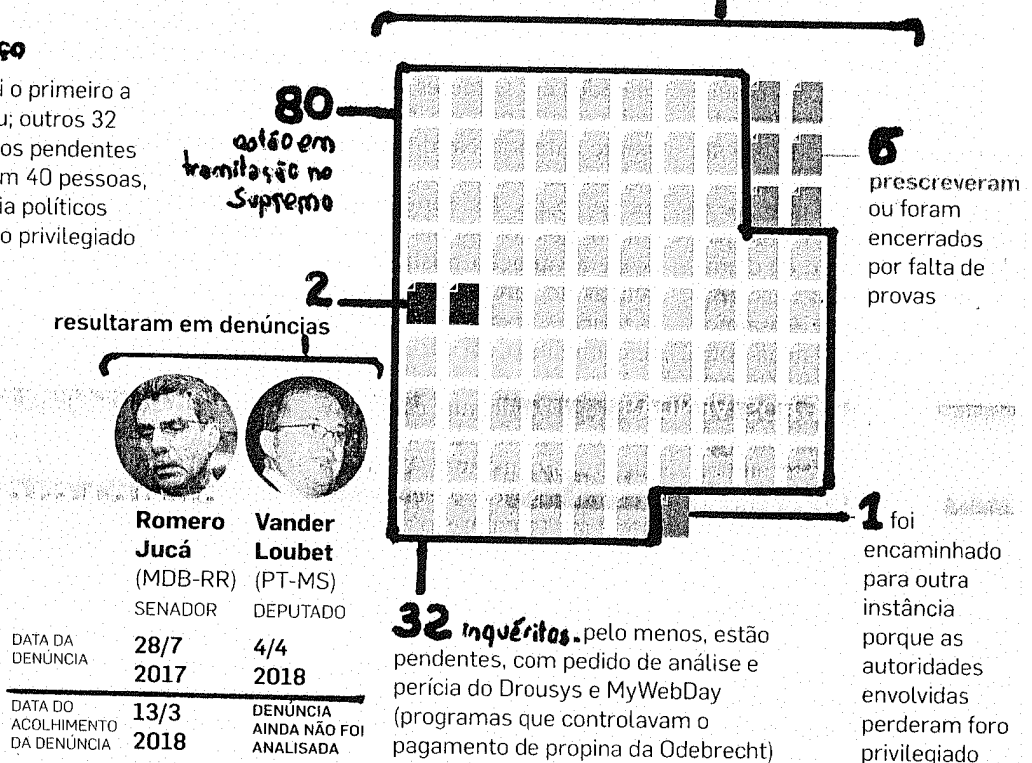 ço
i o primeiro a
u; outros 32
os pendentes
m 40 pessoas,
ia políticos
o privilegiado
80
estão em
tramitação no
Supremo
2
resultaram em denúncias
Romero
Jucá
(MDB-RR)
SENADOR
Vander
Loubet
(PT-MS)
DEPUTADO
DATA DA
DENÚNCIA
28/7
2017
4/4
2018
DATA DO
ACOLHIMENTO
DA DENÚNCIA
13/3
2018
DENÚNCIA
AINDA NÃO FOI
ANALISADA
32 inquéritos. pelo menos, estão
pendentes, com pedido de análise e
perícia do Drousys e MyWebDay
(programas que controlavam o
pagamento de propina da Odebrecht)
6
prescreveram
ou foram
encerrados
por falta de
provas
1 foi
encaminhado
para outra
instância
porque as
autoridades
envolvidas
perderam foro
privilegiado